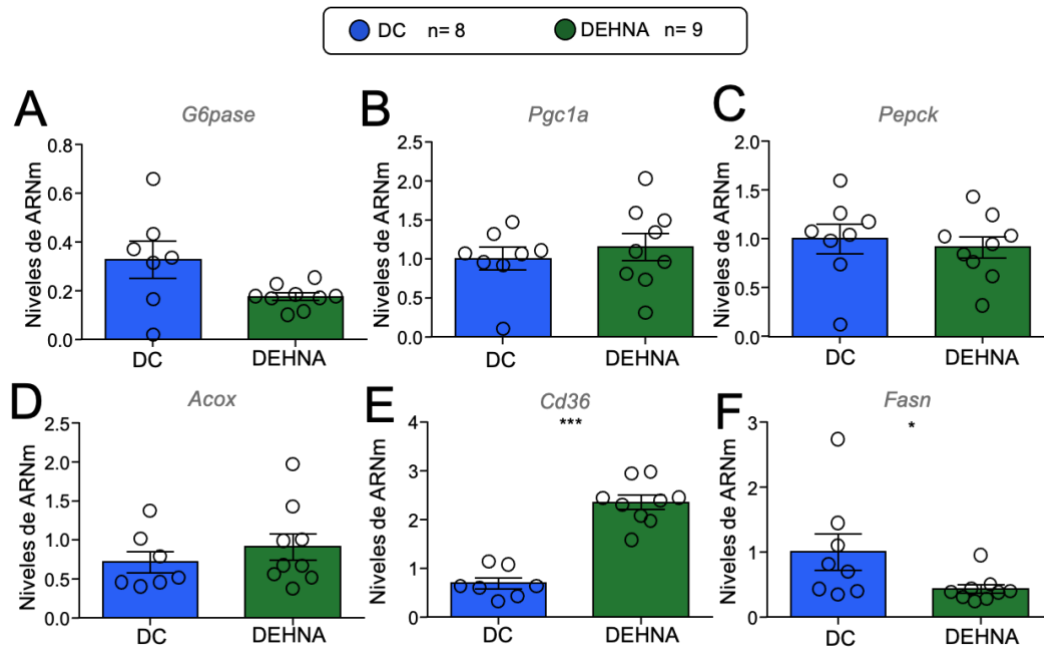 DC n= 8 DEHNA n= 9
A G6pase
Niveles de ARNm
0.8
0.6
0.4
0.2
0.0
DC DEHNA
B Pgc1a
Niveles de ARNm
2.5
2.0
1.5
1.0
0.5
0.0
DC DEHNA
C Pepck
Niveles de ARNm
2.0
1.5
1.0
0.5
0.0
DC DEHNA
D Acox
Niveles de ARNm
2.5
2.0
1.5
1.0
0.5
0.0
DC DEHNA
E Cd36
***
Niveles de ARNm
4
3
2
1
0
DC DEHNA
F Fasn
*
Niveles de ARNm
3
2
1
0
DC DEHNA